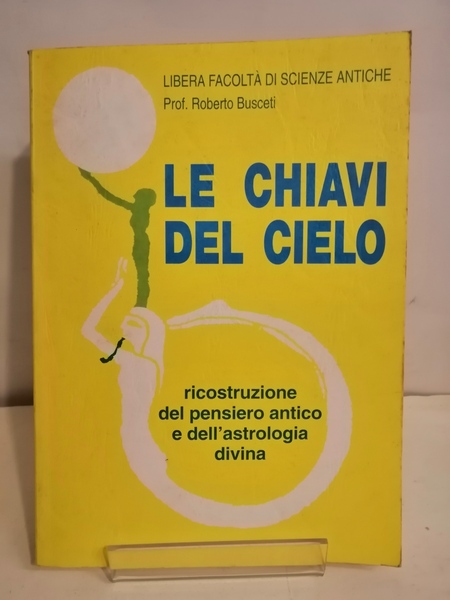 LIBERA FACOLTÀ DI SCIENZE ANTICHE
Prof. Roberto Busceti
LE CHIAVI
DEL CIELO
ricostruzione
del pensiero antico
e dell'astrologia
divina